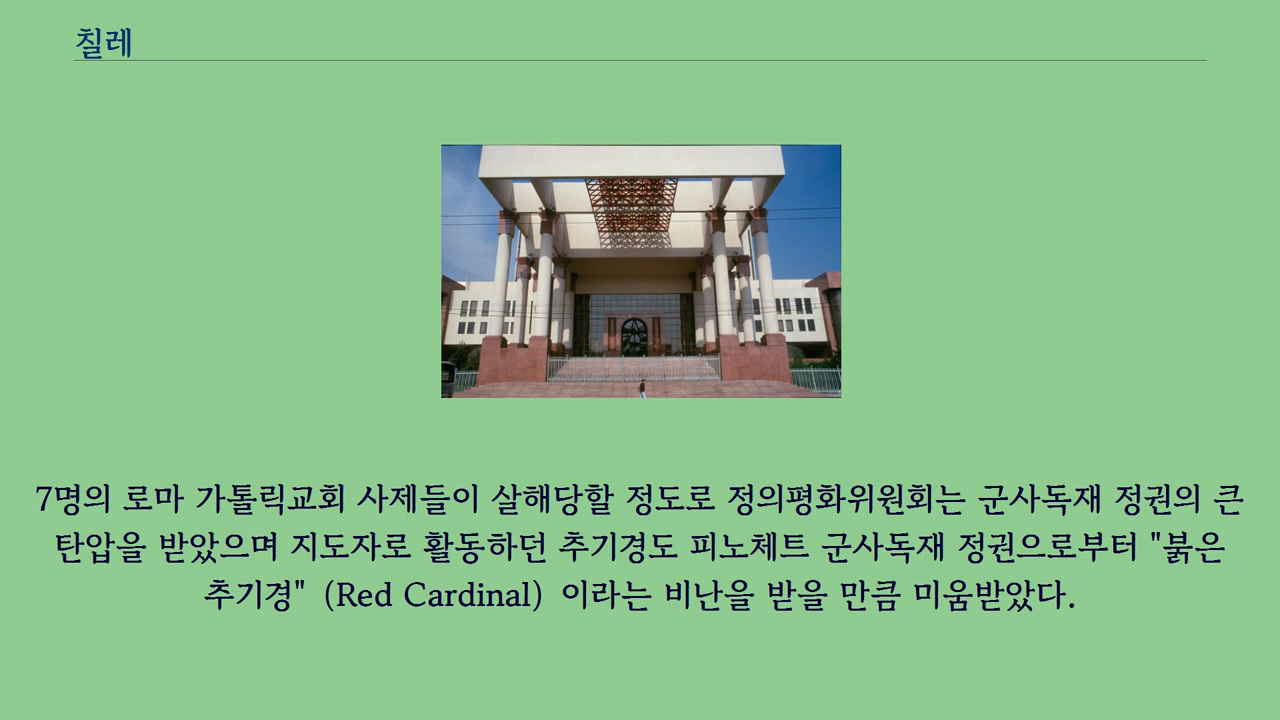 칠레
7명의 로마 가톨릭교회 사제들이 살해당할 정도로 정의평화위원회는 군사독재 정권의 큰
탄압을 받았으며 지도자로 활동하던 추기경도 피노체트 군사독재 정권으로부터 "붉은
추기경" (Red Cardinal) 이라는 비난을 받을 만큼 미움받았다.